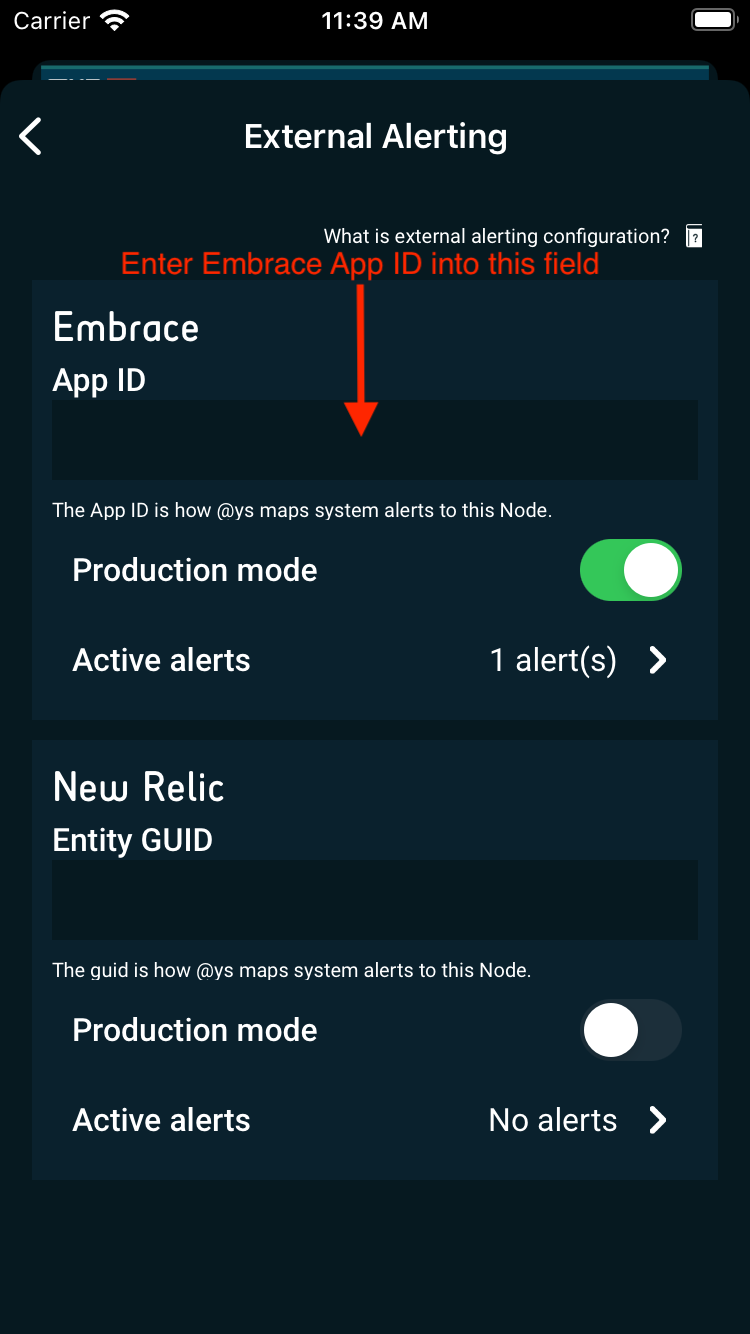 Carrier 11:39 AM
External Alerting
What is external alerting configuration? ?
Enter Embrace App ID into this field
Embrace
App ID
The App ID is how @ys maps system alerts to this Node.
Production mode
Active alerts 1 alert(s)
New Relic
Entity GUID
The guid is how @ys maps system alerts to this Node.
Production mode
Active alerts No alerts